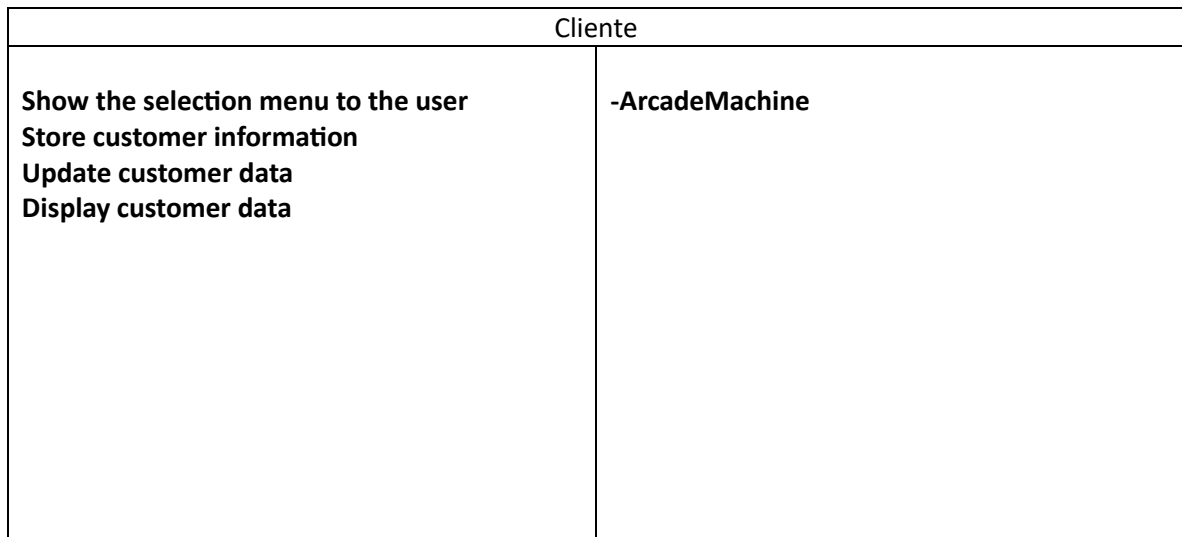 Cliente
Show the selection menu to the user
Store customer information
Update customer data
Display customer data
-ArcadeMachine